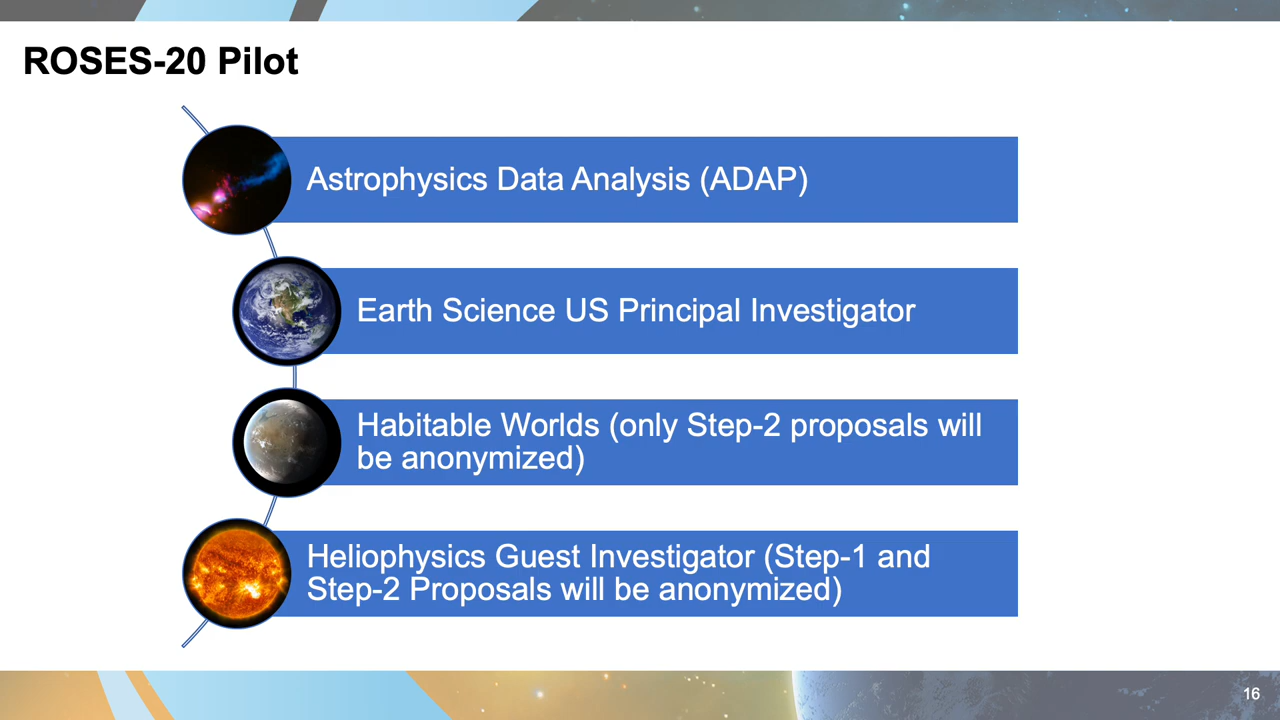 ROSES-20 Pilot
Astrophysics Data Analysis (ADAP)
Earth Science US Principal Investigator
Habitable Worlds (only Step-2 proposals will
be anonymized)
Heliophysics Guest Investigator (Step-1 and
Step-2 Proposals will be anonymized)
16